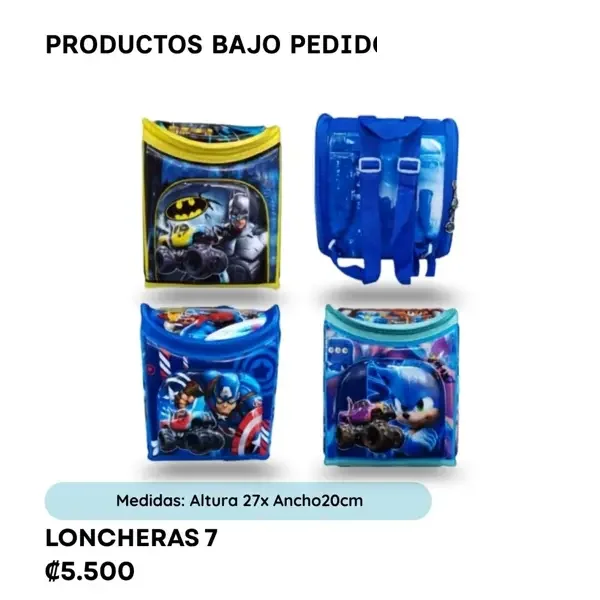 PRODUCTOS BAJO PEDIDO
Medidas: Altura 27x Ancho20cm
LONCHERAS 7
₡5.500